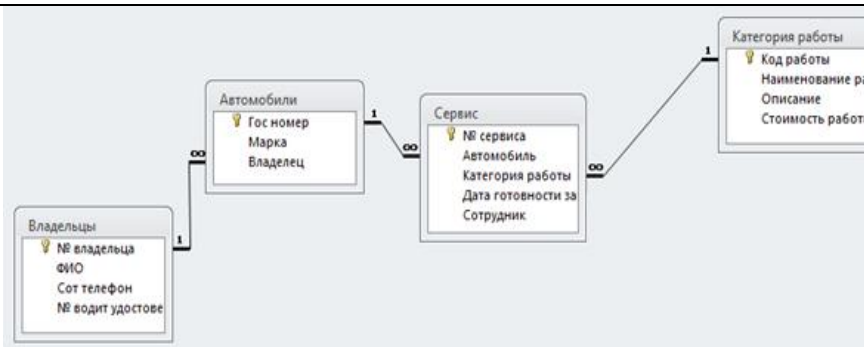 Владельцы
№ владельца
ФИО
Сот телефон
№ водит удостове
1
∞
Автомобили
Гос номер
Марка
Владелец
1
∞
Сервис
№ сервиса
Автомобиль
Категория работы
Дата готовности за
Сотрудник
∞
1
Категория работы
Код работы
Наименование ра
Описание
Стоимость работ